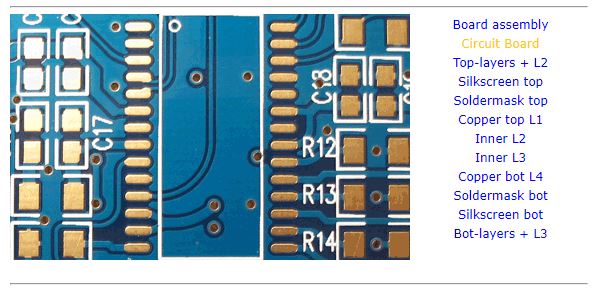 C17
C18
R12
R13
R14
Board assembly
Circuit Board
Top-layers + L2
Silkscreen top
Soldermask top
Copper top L1
Inner L2
Inner L3
Copper bot L4
Soldermask bot
Silkscreen bot
Bot-layers + L3